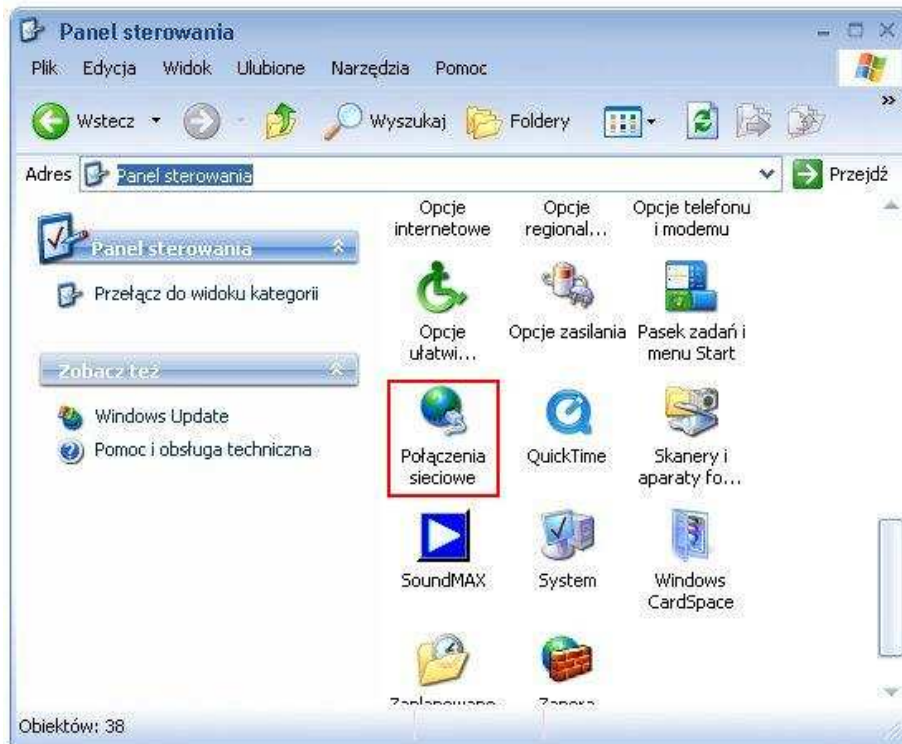 Panel sterowania
Plik Edycja Widok Ulubione Narzędzia Pomoc
Wstecz Wyszukaj Foldery »
Adres Panel sterowania Przejdź
Panel sterowania
Przełącz do widoku kategorii
Zobacz też
Windows Update
Pomoc i obsługa techniczna
Opcje internetowe
Opcje regional...
Opcje telefonu i modemu
Opcje ułatwi...
Opcje zasilania
Pasek zadań i menu Start
Połączenia sieciowe
QuickTime
Skanery i aparaty fo...
SoundMAX
System
Windows CardSpace
Zaplanowane
Zapora
Obiektów: 38